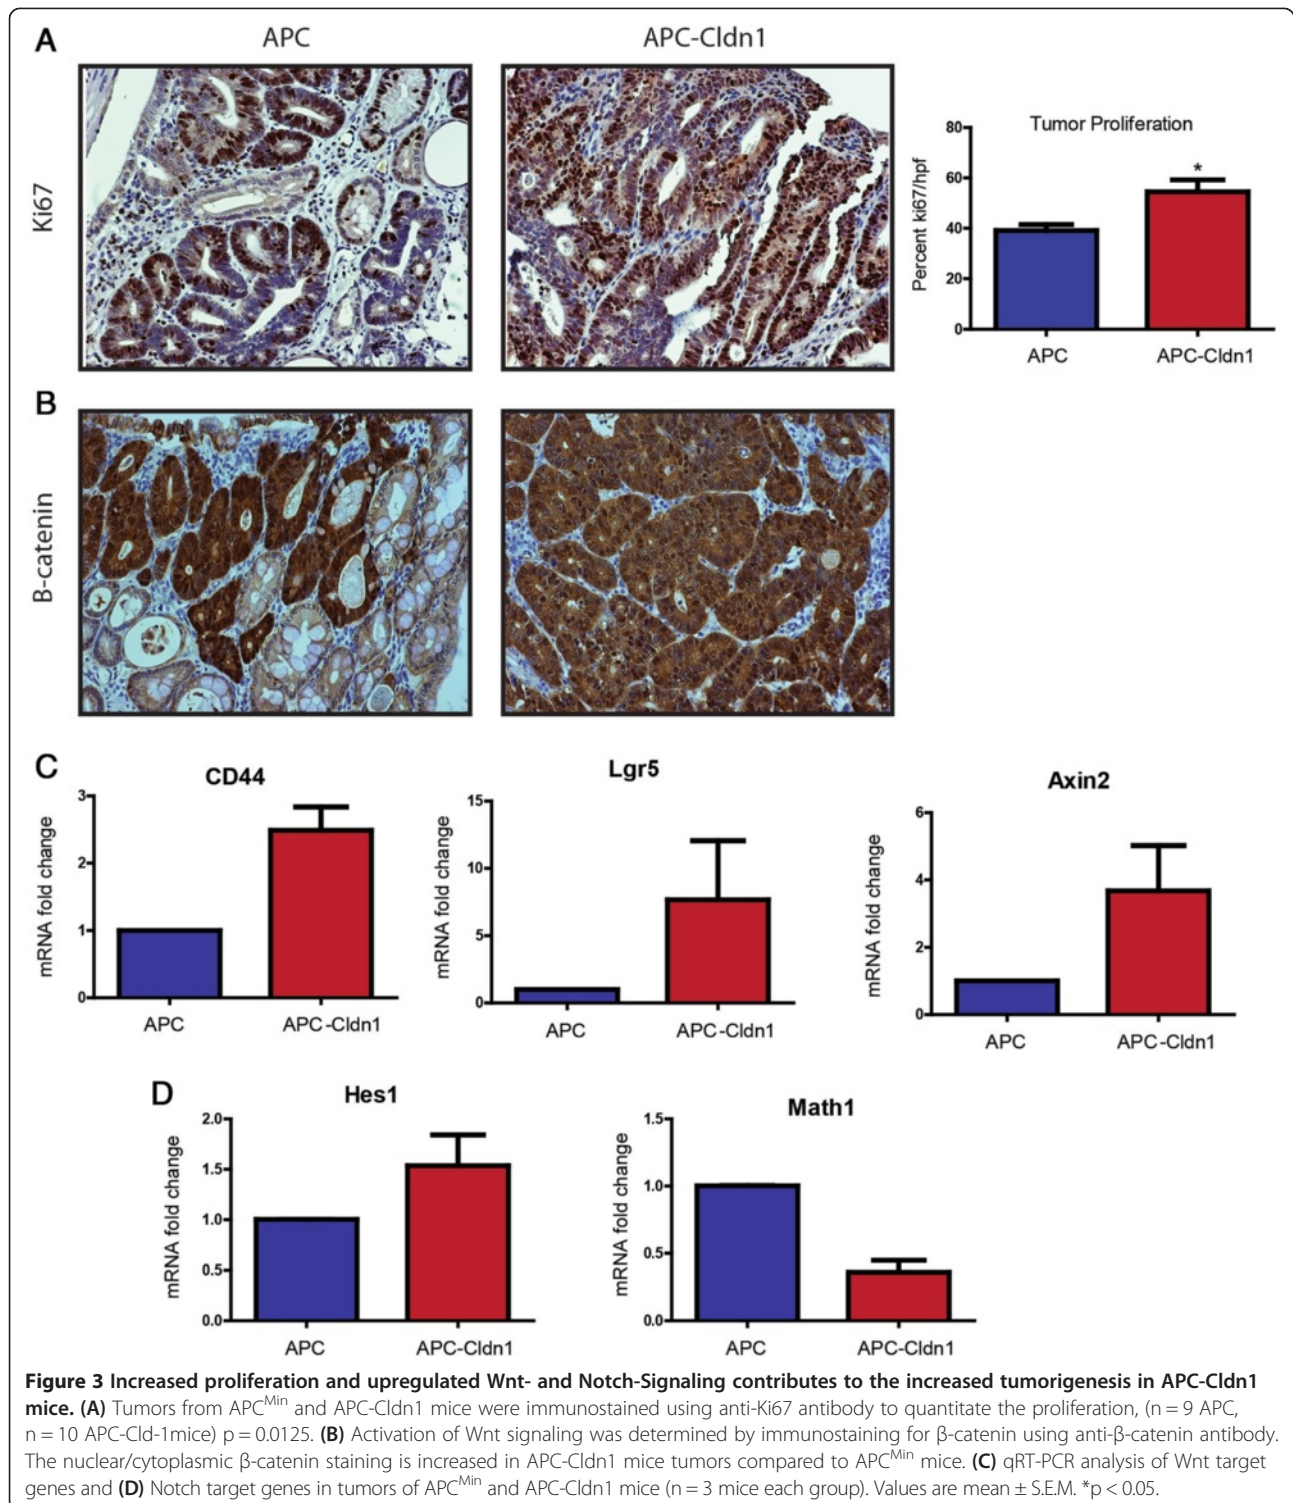 A
APC
APC-Cldn1
Ki67
Tumor Proliferation
Percent ki67/hpf
80
60
40
20
0
*
APC
APC-Cldn1
B
B-catenin
C
CD44
mRNA fold change
3
2
1
0
APC
APC-Cldn1
Lgr5
mRNA fold change
15
10
5
0
APC
APC-Cldn1
Axin2
mRNA fold change
6
4
2
0
APC
APC-Cldn1
D
Hes1
mRNA fold change
2.0
1.5
1.0
0.5
0.0
APC
APC-Cldn1
Math1
mRNA fold change
1.5
1.0
0.5
0.0
APC
APC-Cldn1
Figure 3 Increased proliferation and upregulated Wnt- and Notch-Signaling contributes to the increased tumorigenesis in APC-Cldn1
mice. (A) Tumors from APCMin and APC-Cldn1 mice were immunostained using anti-Ki67 antibody to quantitate the proliferation, (n = 9 APC,
n = 10 APC-Cld-1mice) p = 0.0125. (B) Activation of Wnt signaling was determined by immunostaining for β-catenin using anti-β-catenin antibody.
The nuclear/cytoplasmic β-catenin staining is increased in APC-Cldn1 mice tumors compared to APCMin mice. (C) qRT-PCR analysis of Wnt target
genes and (D) Notch target genes in tumors of APCMin and APC-Cldn1 mice (n = 3 mice each group). Values are mean ± S.E.M. *p < 0.05.